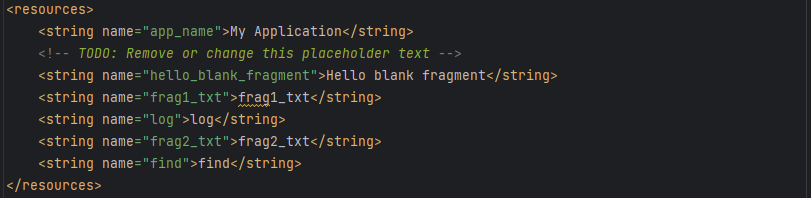 <resources>
    <string name="app_name">My Application</string>
    <!-- TODO: Remove or change this placeholder text -->
    <string name="hello_blank_fragment">Hello blank fragment</string>
    <string name="frag1_txt">frag1_txt</string>
    <string name="log">log</string>
    <string name="frag2_txt">frag2_txt</string>
    <string name="find">find</string>
</resources>